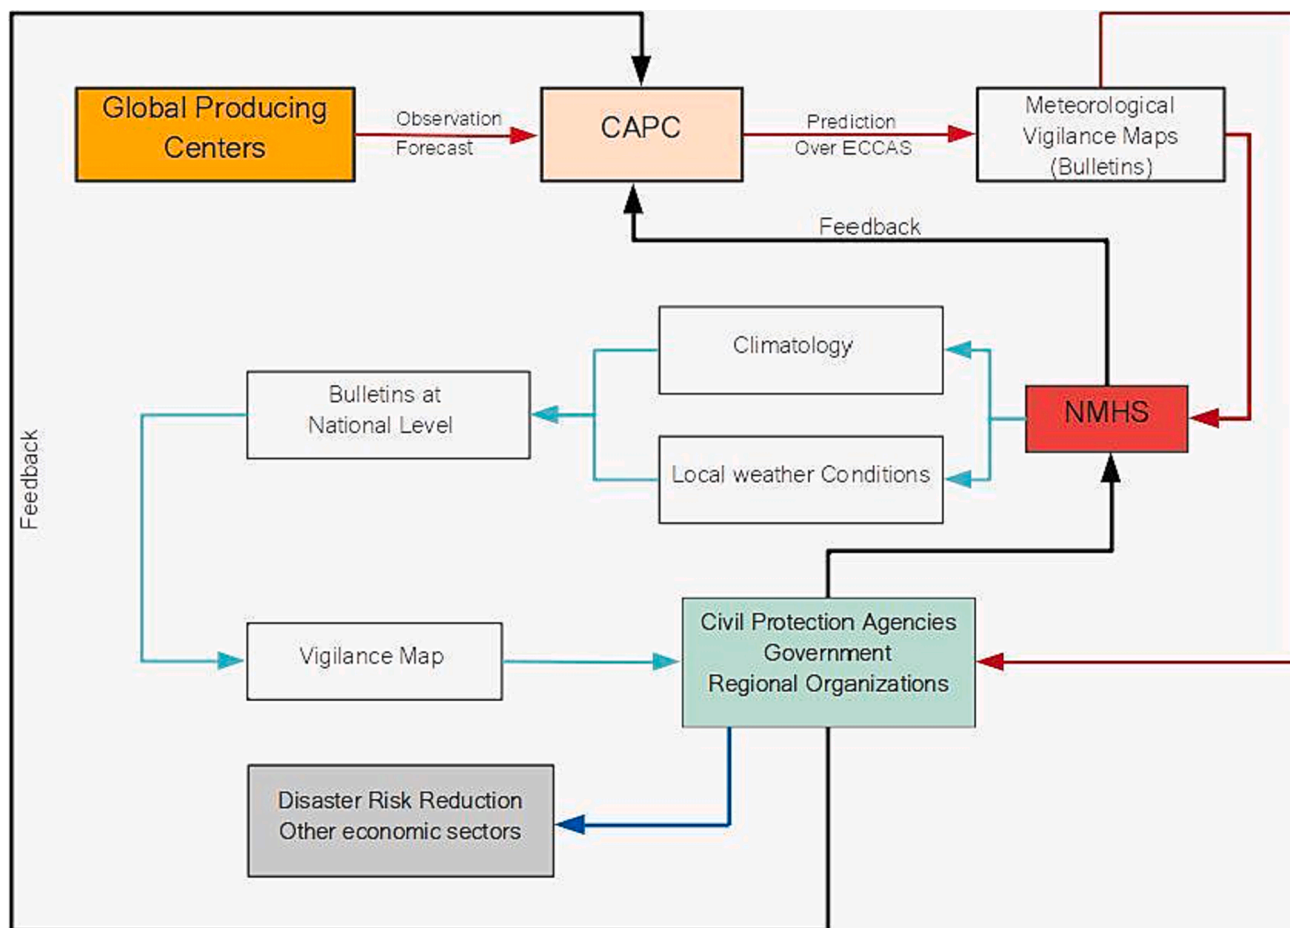 Global Producing
Centers
Observation
Forecast
CAPC
Prediction
Over ECCAS
Meteorological
Vigilance Maps
(Bulletins)
Feedback
Climatology
Bulletins at
National Level
NMHS
Local weather Conditions
Feedback
Civil Protection Agencies
Government
Regional Organizations
Vigilance Map
Disaster Risk Reduction
Other economic sectors